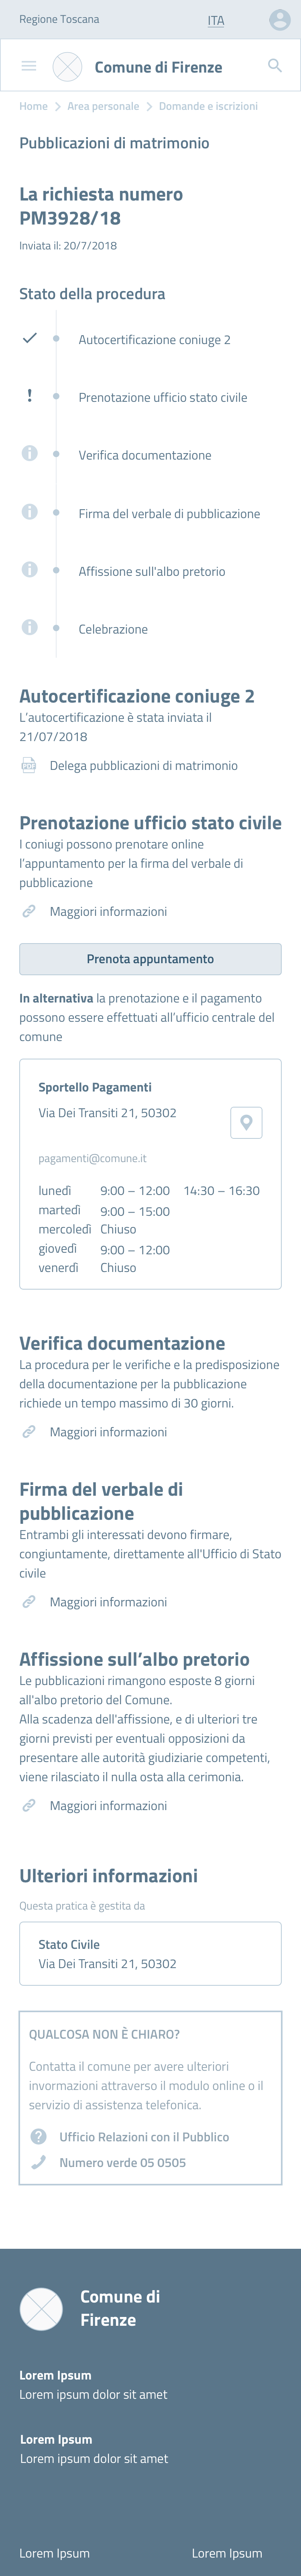 Regione Toscana
ITA
Comune di Firenze
Home
Area personale
Domande e iscrizioni
Pubblicazioni di matrimonio
La richiesta numero
PM3928/18
Inviata il: 20/7/2018
Stato della procedura
Autocertificazione coniuge 2
Prenotazione ufficio stato civile
Verifica documentazione
Firma del verbale di pubblicazione
Affissione sull'albo pretorio
Celebrazione
Autocertificazione coniuge 2
L'autocertificazione è stata inviata il
21/07/2018
PDF
Delega pubblicazioni di matrimonio
Prenotazione ufficio stato civile
I coniugi possono prenotare online
l'appuntamento per la firma del verbale di
pubblicazione
Maggiori informazioni
Prenota appuntamento
In alternativa la prenotazione e il pagamento
possono essere effettuati all'ufficio centrale del
comune
Sportello Pagamenti
Via Dei Transiti 21, 50302
pagamenti@comune.it
lunedì 9:00 – 12:00 14:30 – 16:30
martedì 9:00 – 15:00
mercoledì Chiuso
giovedì 9:00 – 12:00
venerdì Chiuso
Verifica documentazione
La procedura per le verifiche e la predisposizione
della documentazione per la pubblicazione
richiede un tempo massimo di 30 giorni.
Maggiori informazioni
Firma del verbale di
pubblicazione
Entrambi gli interessati devono firmare,
congiuntamente, direttamente all'Ufficio di Stato
civile
Maggiori informazioni
Affissione sull'albo pretorio
Le pubblicazioni rimangono esposte 8 giorni
all'albo pretorio del Comune.
Alla scadenza dell'affissione, e di ulteriori tre
giorni previsti per eventuali opposizioni da
presentare alle autorità giudiziarie competenti,
viene rilasciato il nulla osta alla cerimonia.
Maggiori informazioni
Ulteriori informazioni
Questa pratica è gestita da
Stato Civile
Via Dei Transiti 21, 50302
QUALCOSA NON È CHIARO?
Contatta il comune per avere ulteriori
invormazioni attraverso il modulo online o il
servizio di assistenza telefonica.
Ufficio Relazioni con il Pubblico
Numero verde 05 0505
Comune di
Firenze
Lorem Ipsum
Lorem ipsum dolor sit amet
Lorem Ipsum
Lorem ipsum dolor sit amet
Lorem Ipsum
Lorem Ipsum